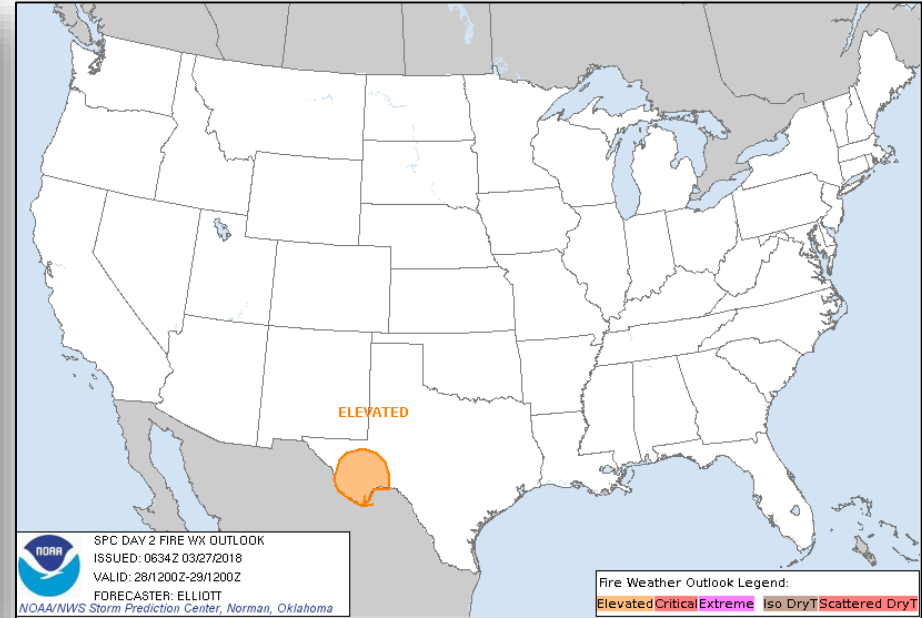 ELEVATED
NOAA
SPC DAY 2 FIRE WX OUTLOOK
ISSUED: 0634Z 03/27/2018
VALID: 28/1200Z-29/1200Z
FORECASTER: ELLIOTT
NOAA/NWS Storm Prediction Center, Norman, Oklahoma
Fire Weather Outlook Legend:
Elevated Critical Extreme Iso DryT Scattered DryT